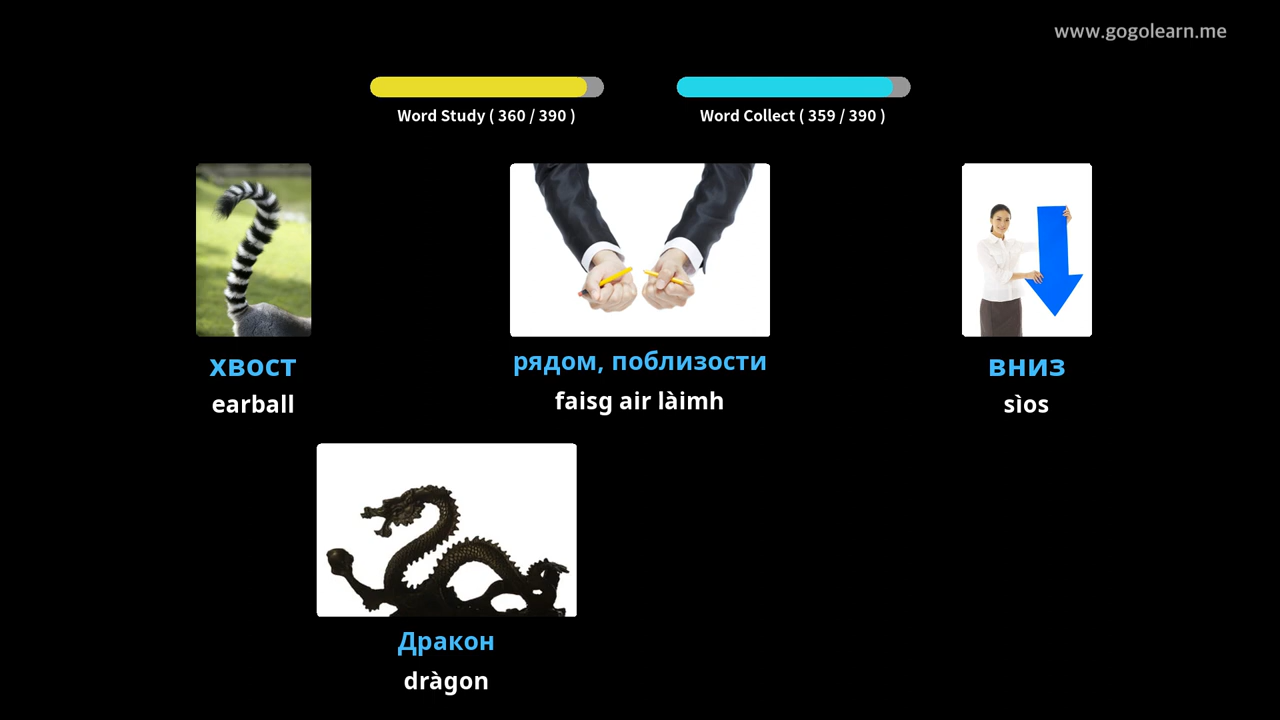 www.gogolearn.me
Word Study ( 360 / 390 )
Word Collect ( 359 / 390 )
хвост
earball
рядом, поблизости
faisg air làimh
вниз
sìos
Дракон
dràgon